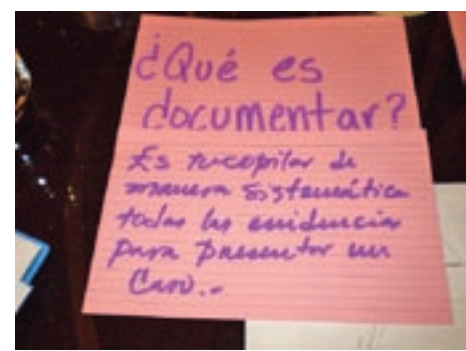 ¿Qué es
documentar?
Es recopilar de
manera sistemática
todas las evidencias
para presentar un
Caso.-